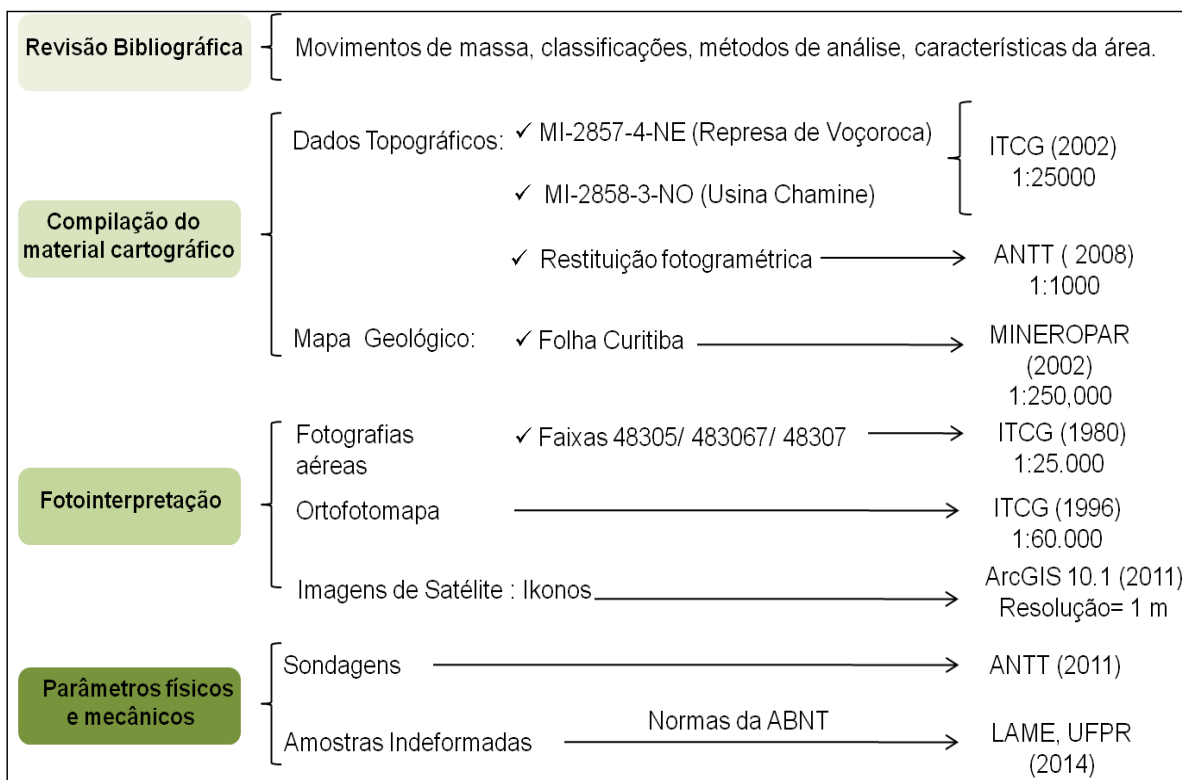 Revisão Bibliográfica
Movimentos de massa, classificações, métodos de análise, características da área.
Compilação do
material cartográfico
Dados Topográficos:
✓ MI-2857-4-NE (Represa de Voçoroca)
✓ MI-2858-3-NO (Usina Chamine)
ITCG (2002)
1:25000
✓ Restituição fotogramétrica
ANTT ( 2008)
1:1000
Mapa Geológico:
✓ Folha Curitiba
MINEROPAR
(2002)
1:250,000
Fotointerpretação
Fotografias
aéreas
✓ Faixas 48305/ 483067/ 48307
ITCG (1980)
1:25.000
Ortofotomapa
ITCG (1996)
1:60.000
Imagens de Satélite : Ikonos
ArcGIS 10.1 (2011)
Resolução= 1 m
Parâmetros físicos
e mecânicos
Sondagens
ANTT (2011)
Amostras Indeformadas
Normas da ABNT
LAME, UFPR
(2014)